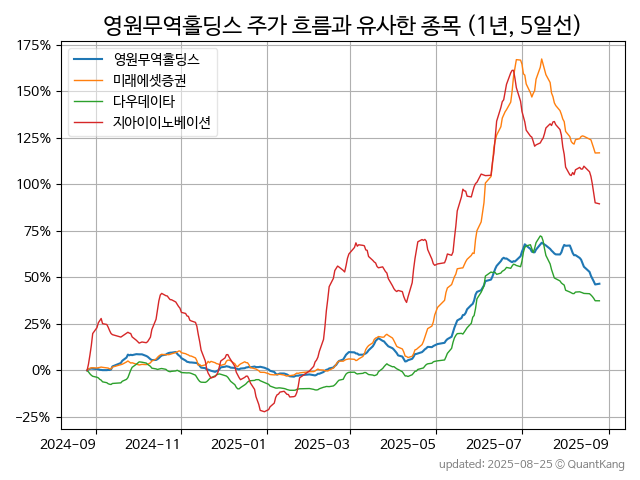 영원무역홀딩스 주가 흐름과 유사한 종목 (1년, 5일선)
175%
150%
125%
100%
75%
50%
25%
0%
−25%
영원무역홀딩스
미래에셋증권
다우데이타
지아이이노베이션
2024-09
2024-11
2025-01
2025-03
2025-05
2025-07
2025-09
updated: 2025-08-25 © QuantKang